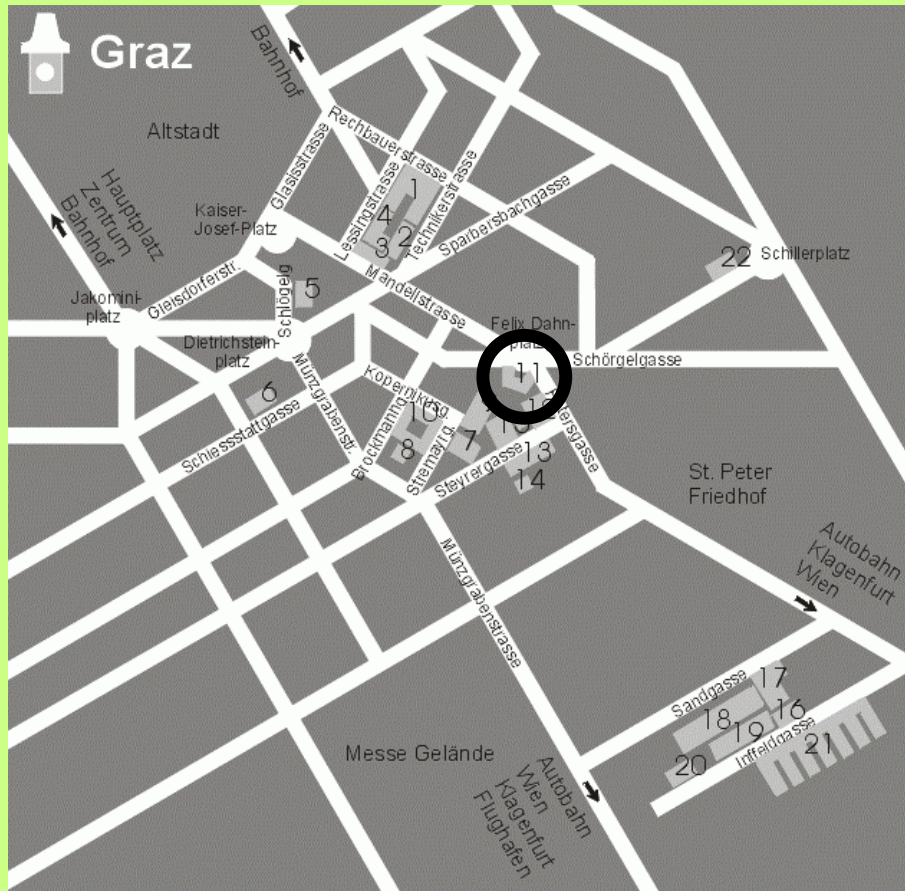 Graz
Bahnhof
Altstadt
Rechbauerstrasse
Glasisstrasse
Hauptplatz
Zentrum
Bahnhof
Kaiser-
Josef-Platz
Lessingstrasse
1
4
2
3
Technikerstrasse
Sparbersbachgasse
22
Schillerplatz
Gleisdorferstr.
Mandellstrasse
Jakomini-
platz
Schlögelg
5
Dietrichstein-
platz
Felix Dahn-
platz
Schörgelgasse
11
6
Münzgrabenstr.
Kopernikusg.
10
8
7
12
13
14
Schiessstattgasse
Brockmanng
Stremayrg.
Steyrergasse
St. Peter
Friedhof
Autobahn
Klagenfurt
Wien
Münzgrabenstrasse
Sandgasse
17
18
16
19
Inffeldgasse
21
20
Messe Gelände
Autobahn
Wien
Klagenfurt
Flughafen